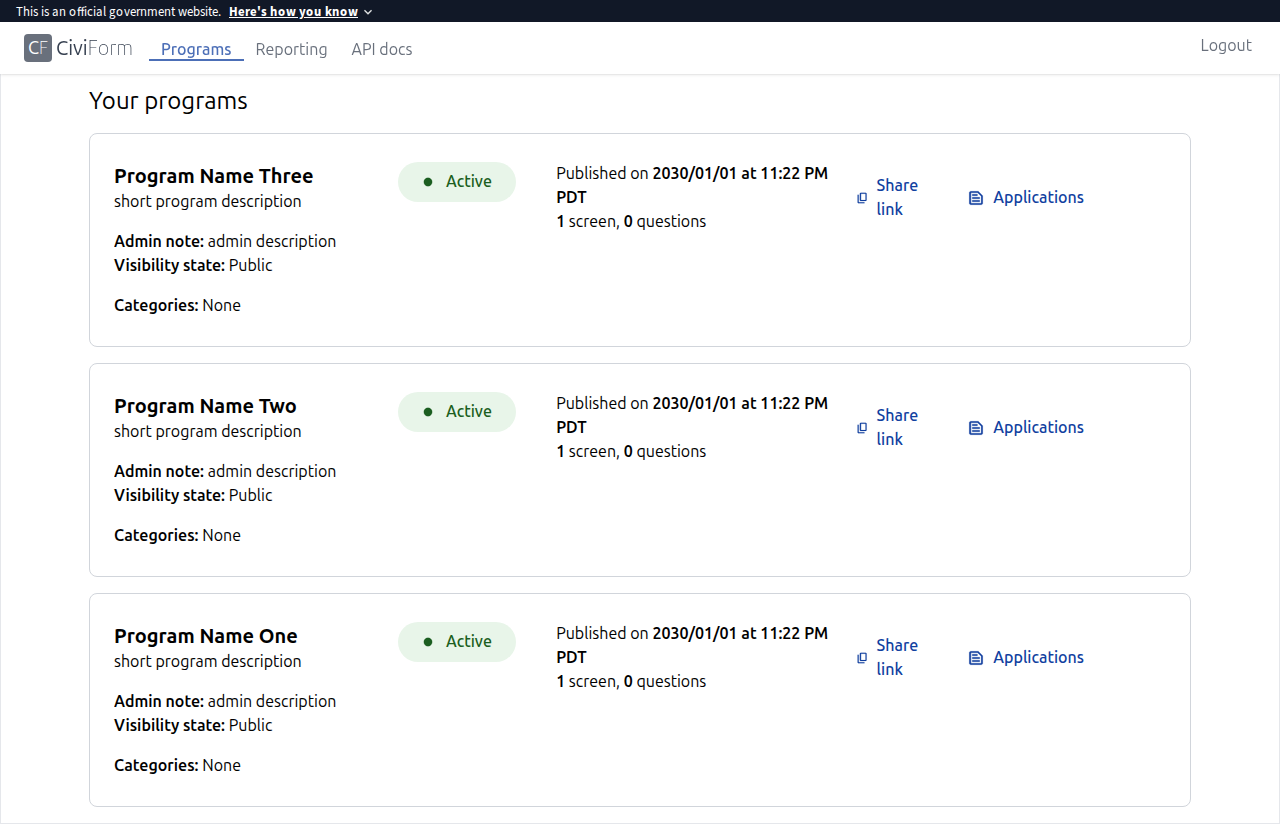 This is an official government website. Here's how you know
CF CiviForm Programs Reporting API docs Logout
Your programs
Program Name Three
short program description
Admin note: admin description
Visibility state: Public
Categories: None
Active
Published on 2030/01/01 at 11:22 PM
PDT
1 screen, 0 questions
Share
link
Applications
Program Name Two
short program description
Admin note: admin description
Visibility state: Public
Categories: None
Active
Published on 2030/01/01 at 11:22 PM
PDT
1 screen, 0 questions
Share
link
Applications
Program Name One
short program description
Admin note: admin description
Visibility state: Public
Categories: None
Active
Published on 2030/01/01 at 11:22 PM
PDT
1 screen, 0 questions
Share
link
Applications